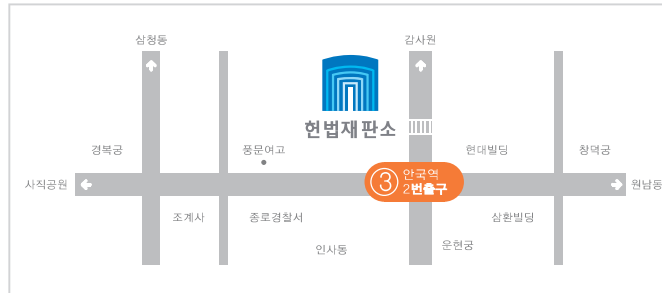 삼청동
감사원
헌법재판소
경복궁
풍문여고
현대빌딩
창덕궁
사직공원
3 안국역
2번출구
원남동
조계사
종로경찰서
삼환빌딩
인사동
운현궁